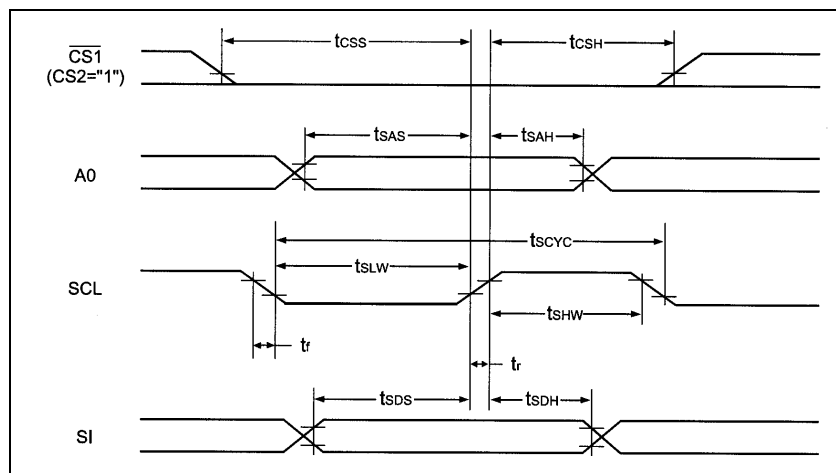 tCSS
tCSH
CS1
(CS2="1")
tSAS
tSAH
A0
tSCYC
tSLW
SCL
tSHW
tf
tr
tSDS
tSDH
SI